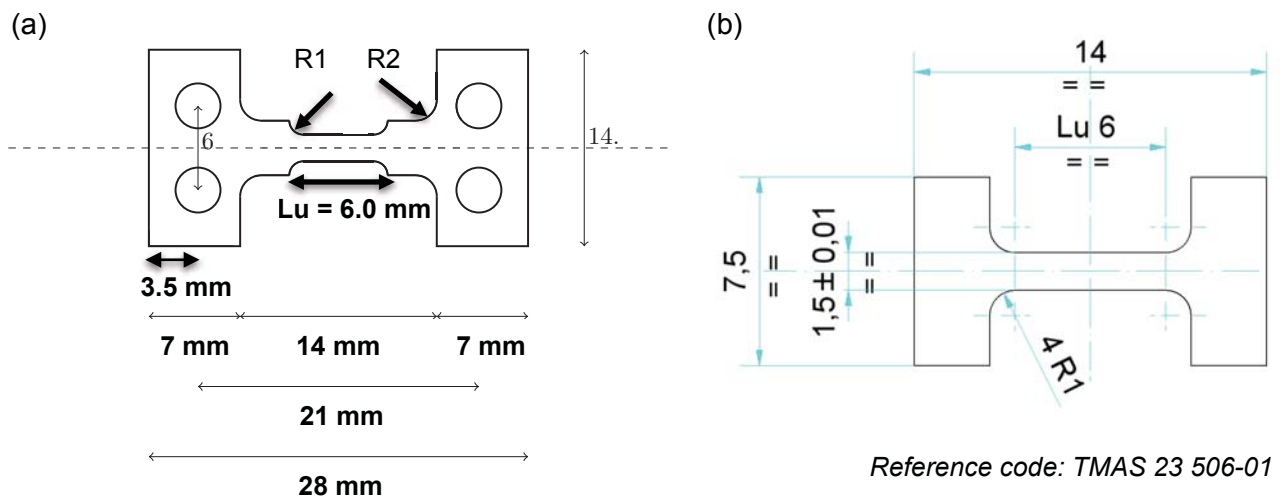 (a)
R1 R2
6
14.
Lu = 6.0 mm
3.5 mm
7 mm 14 mm 7 mm
21 mm
28 mm
(b)
14
= =
Lu 6
= =
7,5
= =
1,5 ± 0,01
= =
4 R1
Reference code: TMAS 23 506-01